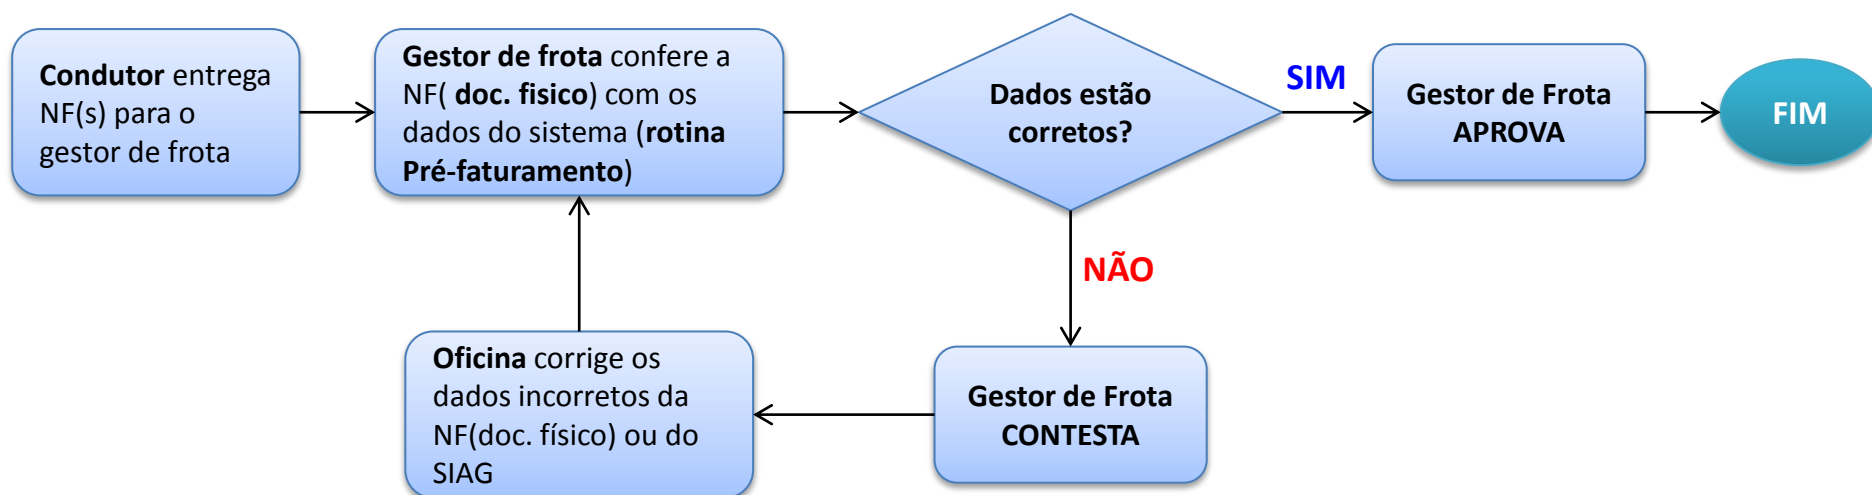 Condutor entrega
NF(s) para o
gestor de frota
Gestor de frota confere a
NF( doc. fisico) com os
dados do sistema (rotina
Pré-faturamento)
Dados estão
corretos?
SIM
Gestor de Frota
APROVA
FIM
NÃO
Gestor de Frota
CONTESTA
Oficina corrige os
dados incorretos da
NF(doc. físico) ou do
SIAG